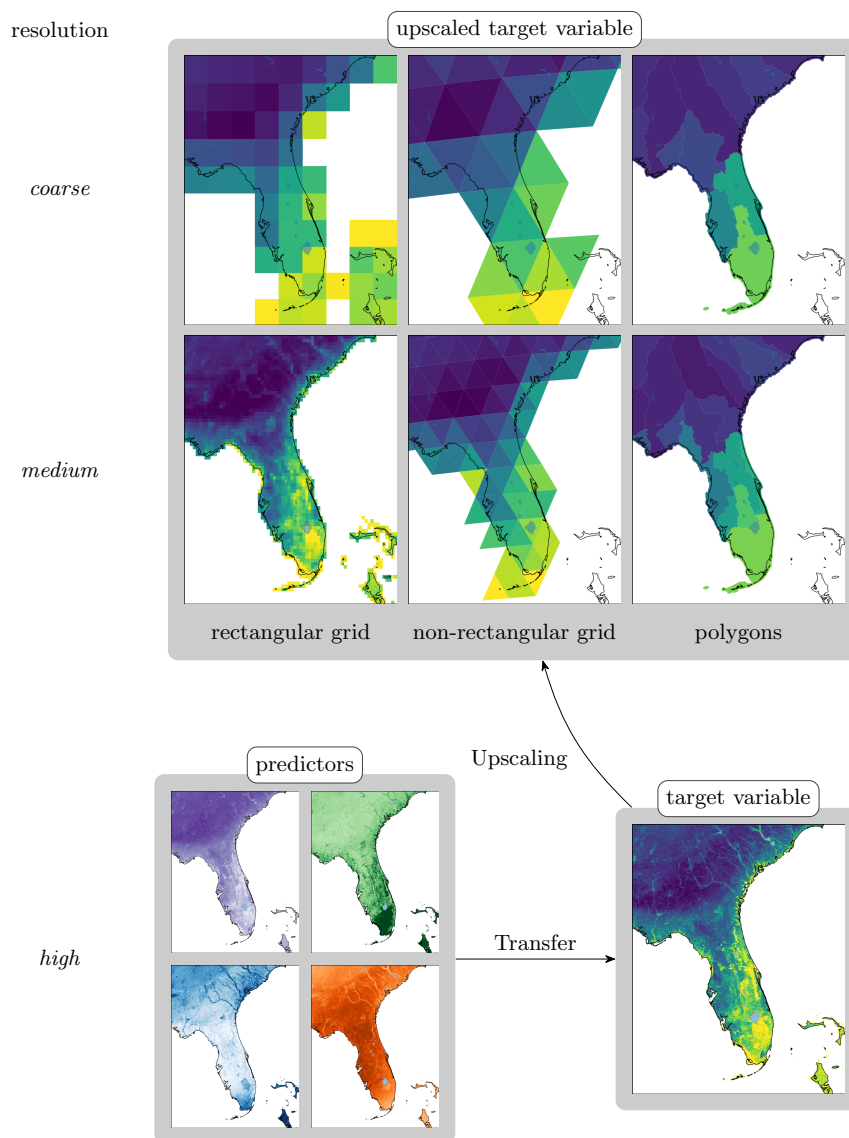 resolution
upscaled target variable
coarse
medium
rectangular grid
non-rectangular grid
polygons
Upscaling
predictors
target variable
high
Transfer